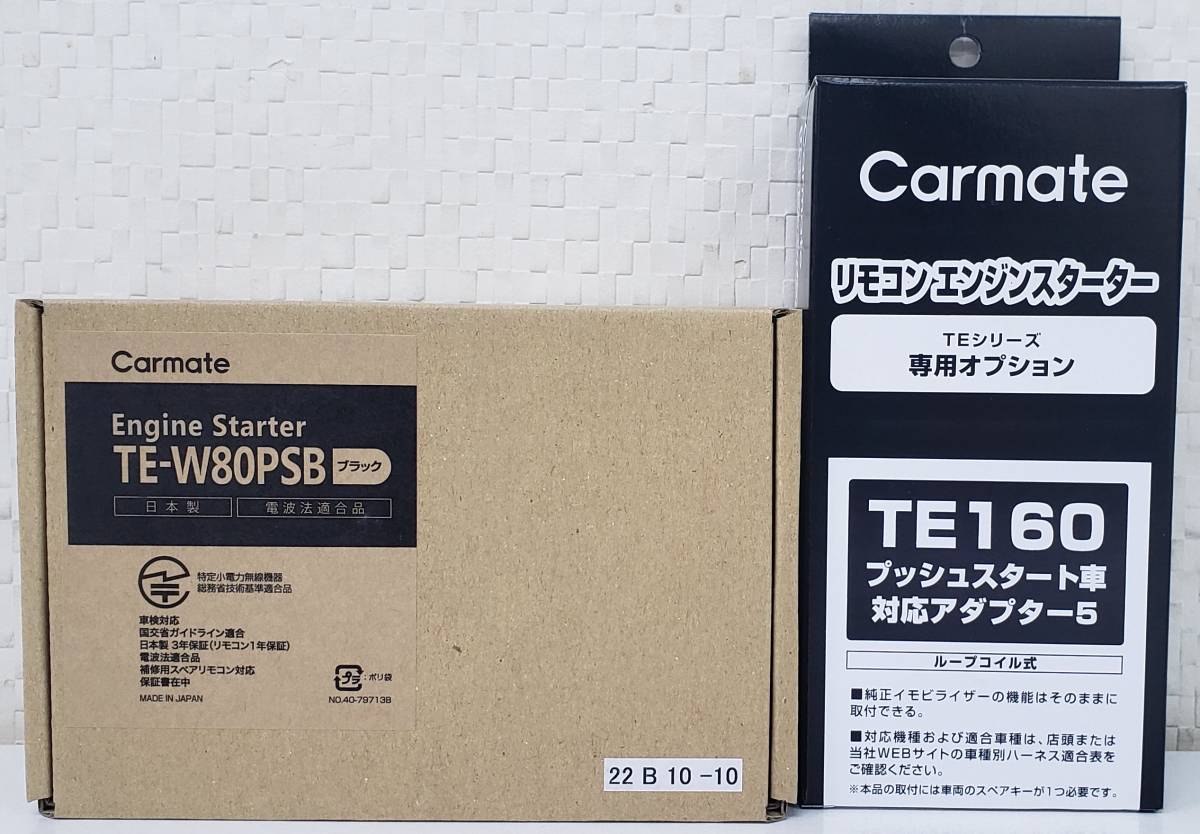 Carmate
Engine Starter
TE-W80PSB ブラック
日本製 電波法適合品
特定小電力無線機器
総務省技術基準適合品
車検対応
国交省ガイドライン適合
日本製 3年保証(リモコン1年保証)
電波法適合品
補修用スペアリモコン対応
保証書在中
MADE IN JAPAN
プラ :ポリ袋
NO.40-79713B
22 B 10 -10
Carmate
リモコンエンジンスターター
TEシリーズ
専用オプション
TE160
プッシュスタート車
対応アダプター5
ループコイル式
■純正イモビライザーの機能はそのままに
取付できる。
■対応機種および適合車種は、店頭または
当社WEBサイトの車種別ハーネス適合表を
ご確認ください。
※本品の取付には車両のスペアキーが1つ必要です。